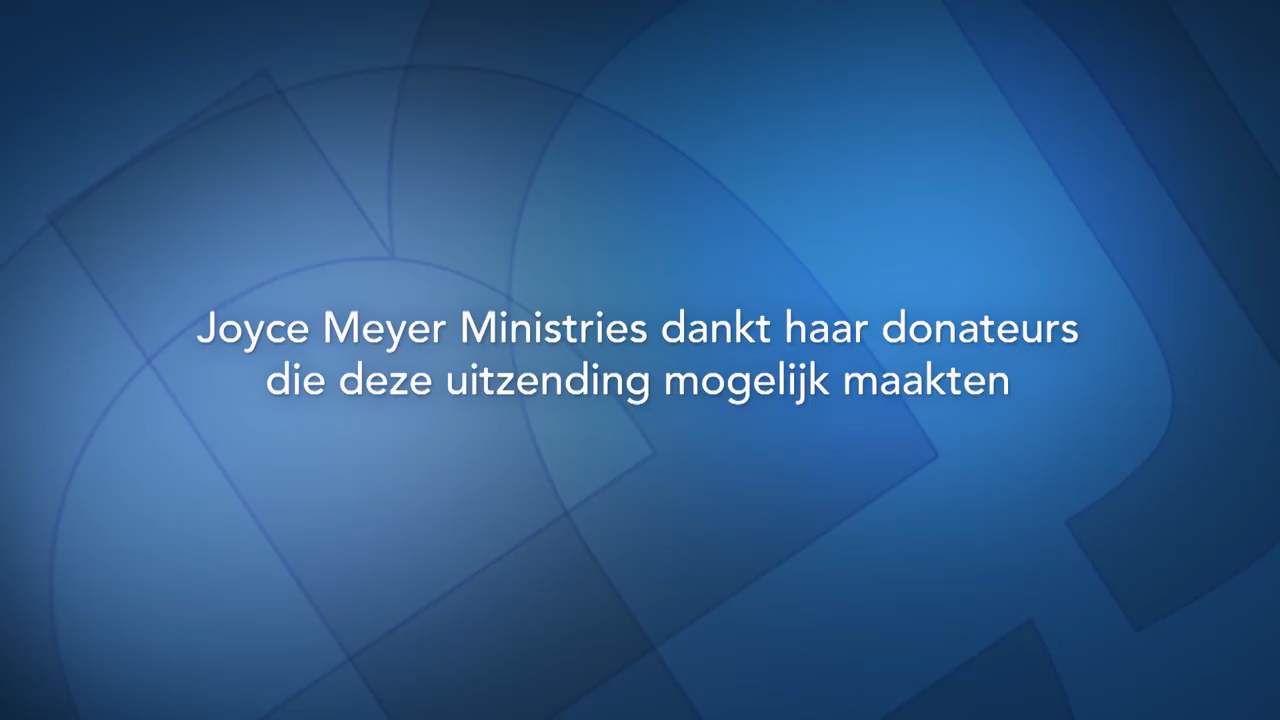 Joyce Meyer Ministries dankt haar donateurs
die deze uitzending mogelijk maakten